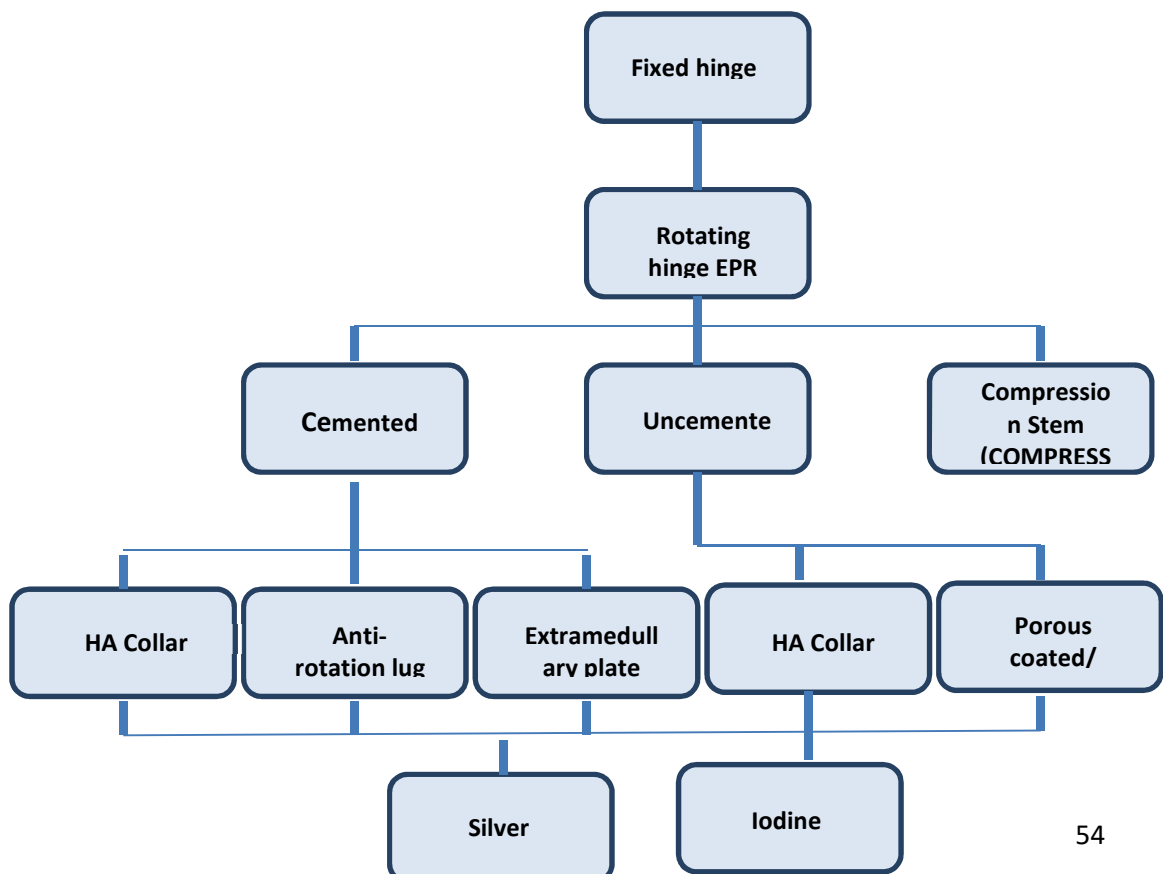 Fixed hinge
Rotating
hinge EPR
Cemented
Uncemente
Compressio
n Stem
(COMPRESS
HA Collar
Anti-
rotation lug
Extramedull
ary plate
HA Collar
Porous
coated/
Silver
Iodine
54